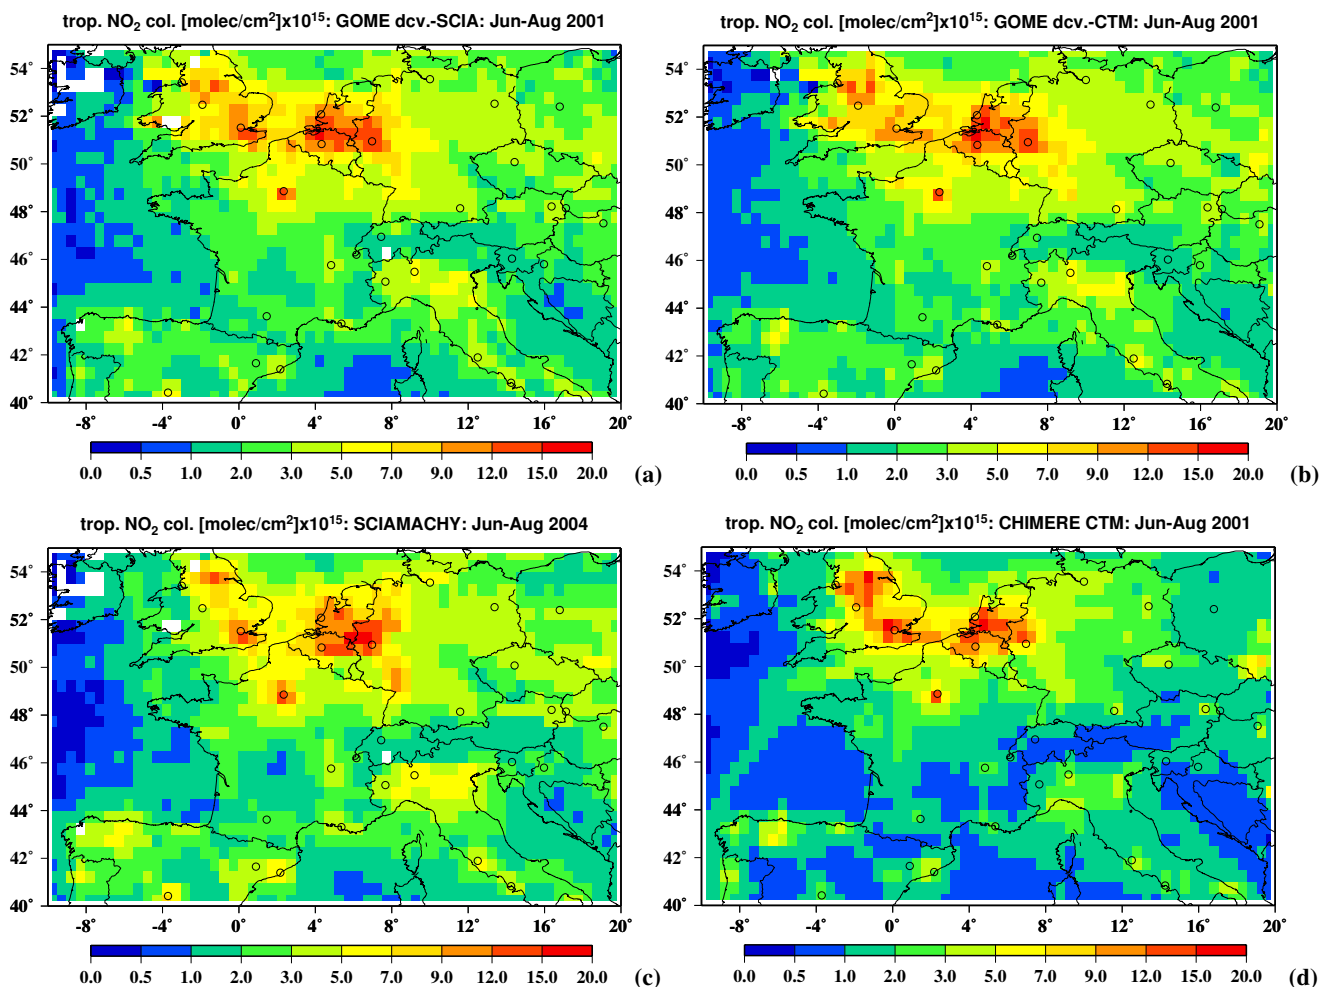 trop. NO2 col. [molec/cm2]x10^15: GOME dcv.-SCIA: Jun-Aug 2001
54°
52°
50°
48°
46°
44°
42°
40°
-8° -4° 0° 4° 8° 12° 16° 20°
0.0 0.5 1.0 2.0 3.0 5.0 7.0 9.0 12.0 15.0 20.0
(a)
trop. NO2 col. [molec/cm2]x10^15: GOME dcv.-CTM: Jun-Aug 2001
54°
52°
50°
48°
46°
44°
42°
40°
-8° -4° 0° 4° 8° 12° 16° 20°
0.0 0.5 1.0 2.0 3.0 5.0 7.0 9.0 12.0 15.0 20.0
(b)
trop. NO2 col. [molec/cm2]x10^15: SCIAMACHY: Jun-Aug 2004
54°
52°
50°
48°
46°
44°
42°
40°
-8° -4° 0° 4° 8° 12° 16° 20°
0.0 0.5 1.0 2.0 3.0 5.0 7.0 9.0 12.0 15.0 20.0
(c)
trop. NO2 col. [molec/cm2]x10^15: CHIMERE CTM: Jun-Aug 2001
54°
52°
50°
48°
46°
44°
42°
40°
-8° -4° 0° 4° 8° 12° 16° 20°
0.0 0.5 1.0 2.0 3.0 5.0 7.0 9.0 12.0 15.0 20.0
(d)